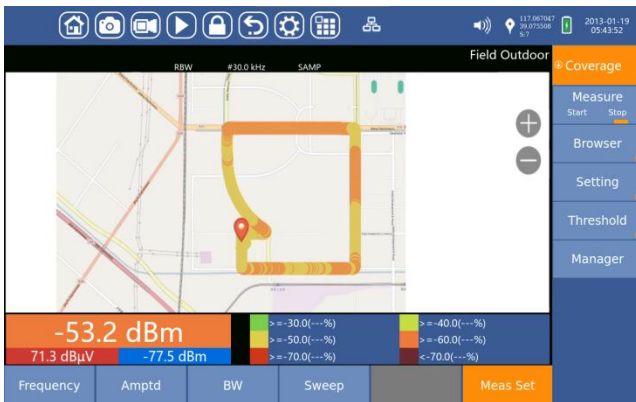 117.067047
39.075508
S:7
2013-01-19
05:43:52
Field Outdoor
RBW #30.0 kHz SAMP
Coverage
Measure
Start Stop
Browser
Setting
Threshold
Manager
-53.2 dBm
71.3 dBµV -77.5 dBm
>=-30.0(---%) >=-40.0(---%)
>=-50.0(---%) >=-60.0(---%)
>=-70.0(---%) <-70.0(---%)
Frequency Amptd BW Sweep Meas Set